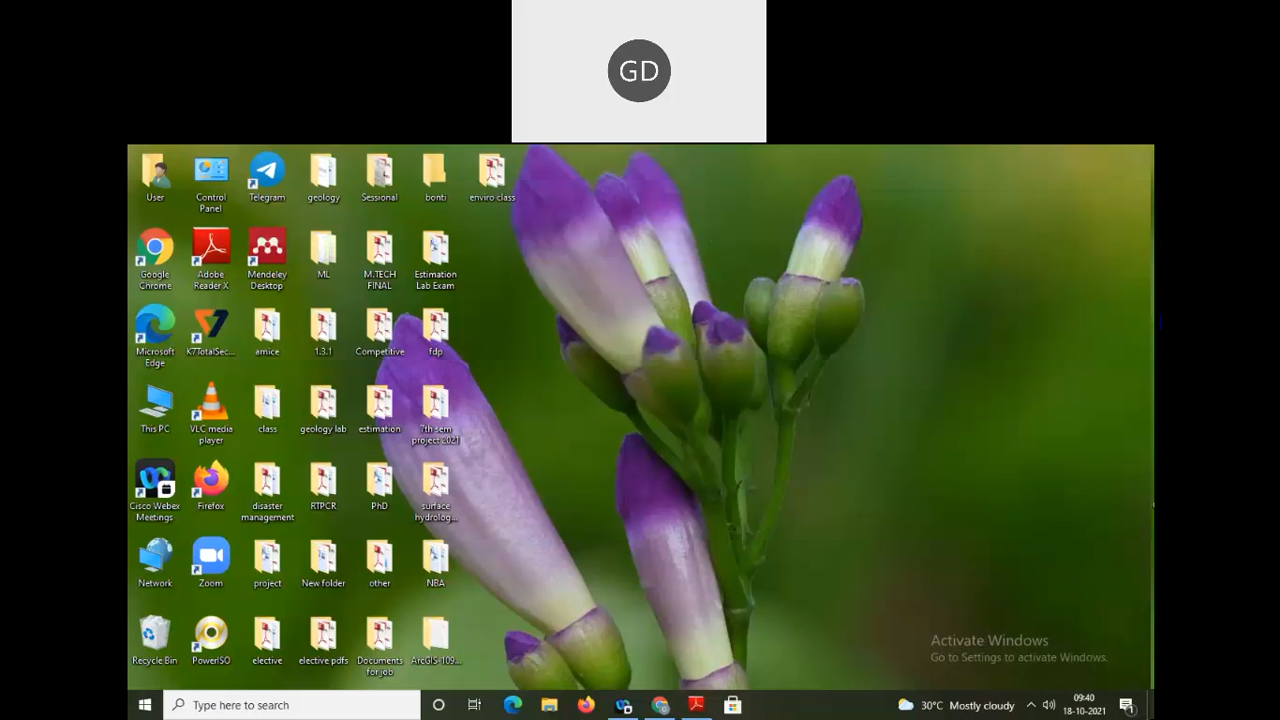 GD
User
Control
Panel
Telegram
geology
Sessional
bonti
enviro class
Google
Chrome
Adobe
Reader X
Mendeley
Desktop
ML
M.TECH
FINAL
Estimation
Lab Exam
Microsoft
Edge
K7TotalSec...
amice
1.3.1
Competitive
fdp
This PC
VLC media
player
class
geology lab
estimation
7th sem
project 2021
Cisco Webex
Meetings
Firefox
disaster
management
RTPCR
PhD
surface
hydrolog...
Network
Zoom
project
New folder
other
NBA
Recycle Bin
PowerISO
elective
elective pdfs
Documents
for job
ArcGIS-109...
Activate Windows
Go to Settings to activate Windows.
Type here to search
30°C Mostly cloudy
09:40
18-10-2021
1